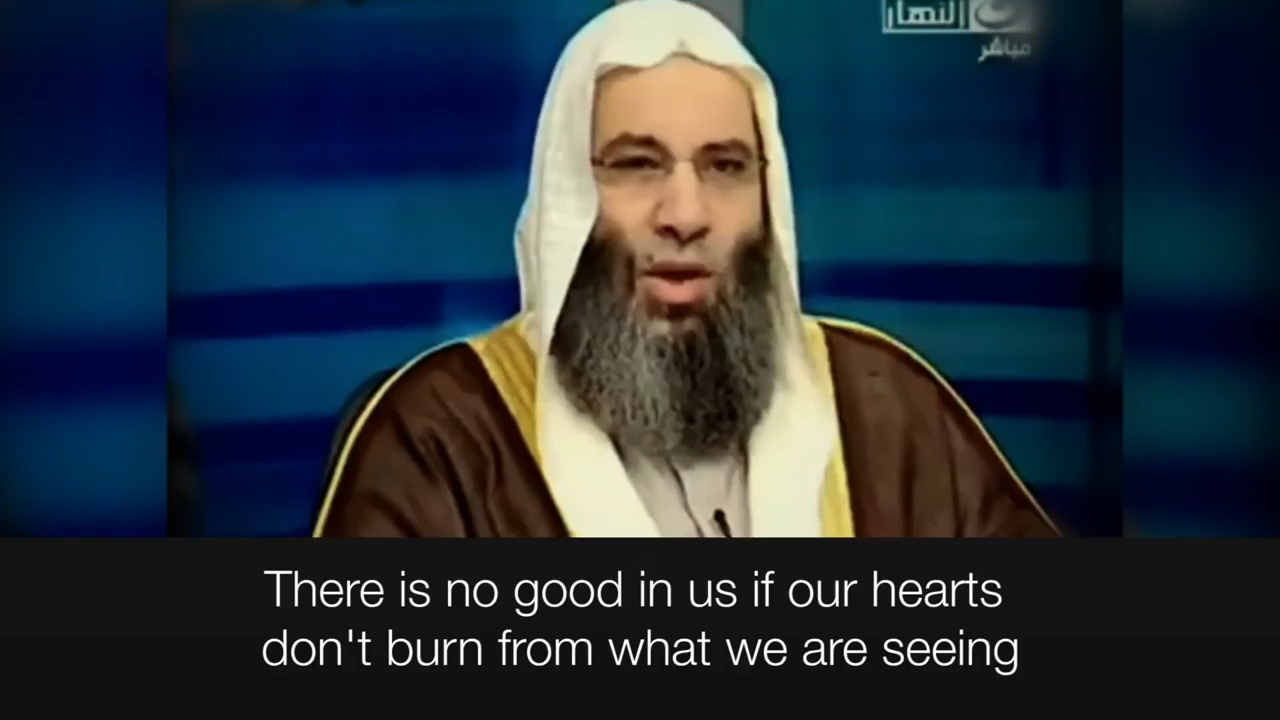 النهار
مباشر
There is no good in us if our hearts
don't burn from what we are seeing